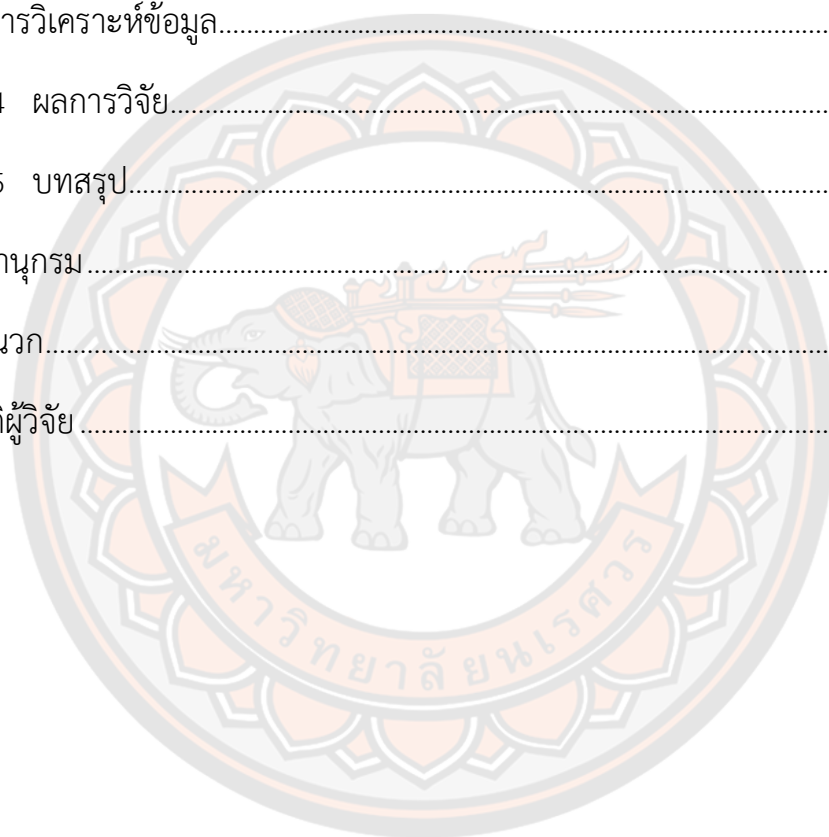 การวิเคราะห์ข้อมูล....................................................................................
4 ผลการวิจัย....................................................................................
5 บทสรุป....................................................................................
านุกรม....................................................................................
นวก....................................................................................
ติผู้วิจัย....................................................................................
มหาวิทยาลัยนเรศวร